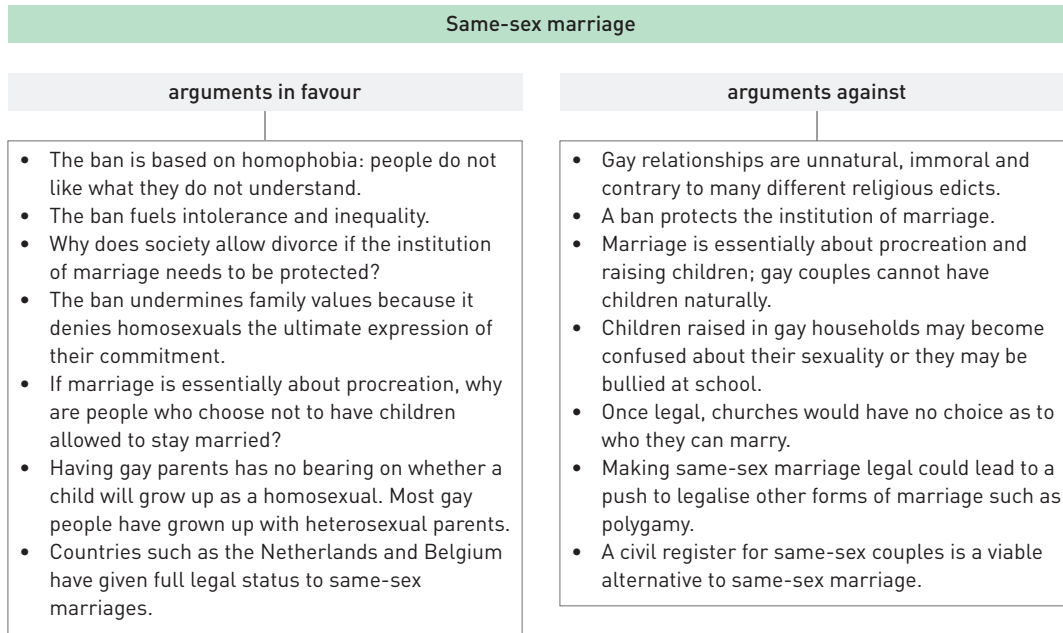 Same-sex marriage
arguments in favour
• The ban is based on homophobia: people do not
like what they do not understand.
• The ban fuels intolerance and inequality.
• Why does society allow divorce if the institution
of marriage needs to be protected?
• The ban undermines family values because it
denies homosexuals the ultimate expression of
their commitment.
• If marriage is essentially about procreation, why
are people who choose not to have children
allowed to stay married?
• Having gay parents has no bearing on whether a
child will grow up as a homosexual. Most gay
people have grown up with heterosexual parents.
• Countries such as the Netherlands and Belgium
have given full legal status to same-sex
marriages.
arguments against
• Gay relationships are unnatural, immoral and
contrary to many different religious edicts.
• A ban protects the institution of marriage.
• Marriage is essentially about procreation and
raising children; gay couples cannot have
children naturally.
• Children raised in gay households may become
confused about their sexuality or they may be
bullied at school.
• Once legal, churches would have no choice as to
who they can marry.
• Making same-sex marriage legal could lead to a
push to legalise other forms of marriage such as
polygamy.
• A civil register for same-sex couples is a viable
alternative to same-sex marriage.